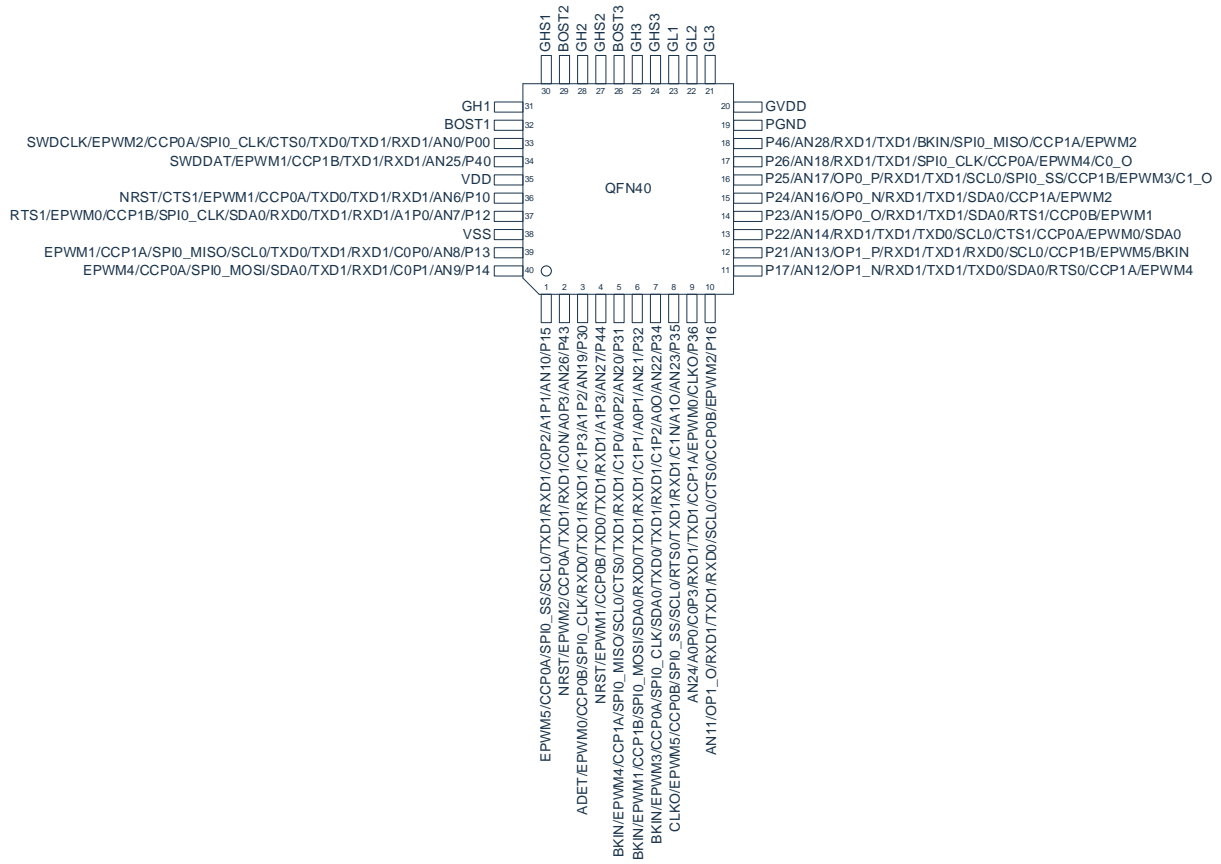 GHS1
BOST2
GH2
GHS2
BOST3
GH3
GHS3
GL1
GL2
GL3
30 29 28 27 26 25 24 23 22 21
GH1 31
BOST1 32
SWDCLK/EPWM2/CCP0A/SPI0_CLK/CTS0/TXD0/TXD1/RXD1/AN0/P00 33
SWDDAT/EPWM1/CCP1B/TXD1/RXD1/AN25/P40 34
VDD 35
NRST/CTS1/EPWM1/CCP0A/TXD0/TXD1/RXD1/AN6/P10 36
RTS1/EPWM0/CCP1B/SPI0_CLK/SDA0/RXD0/TXD1/RXD1/A1P0/AN7/P12 37
VSS 38
EPWM1/CCP1A/SPI0_MISO/SCL0/TXD0/TXD1/RXD1/C0P0/AN8/P13 39
EPWM4/CCP0A/SPI0_MOSI/SDA0/TXD1/RXD1/C0P1/AN9/P14 40
QFN40
20 GVDD
19 PGND
18 P46/AN28/RXD1/TXD1/BKIN/SPI0_MISO/CCP1A/EPWM2
17 P26/AN18/RXD1/TXD1/SPI0_CLK/CCP0A/EPWM4/C0_O
16 P25/AN17/OP0_P/RXD1/TXD1/SCL0/SPI0_SS/CCP1B/EPWM3/C1_O
15 P24/AN16/OP0_N/RXD1/TXD1/SDA0/CCP1A/EPWM2
14 P23/AN15/OP0_O/RXD1/TXD1/SDA0/RTS1/CCP0B/EPWM1
13 P22/AN14/RXD1/TXD1/TXD0/SCL0/CTS1/CCP0A/EPWM0/SDA0
12 P21/AN13/OP1_P/RXD1/TXD1/RXD0/SCL0/CCP1B/EPWM5/BKIN
11 P17/AN12/OP1_N/RXD1/TXD1/TXD0/SDA0/RTS0/CCP1A/EPWM4
1 2 3 4 5 6 7 8 9 10
EPWM5/CCP0A/SPI0_SS/SCL0/TXD1/RXD1/C0P2/A1P1/AN10/P15
NRST/EPWM2/CCP0A/TXD1/RXD1/C0N/A0P3/AN26/P43
ADET/EPWM0/CCP0B/SPI0_CLK/RXD0/TXD1/RXD1/C1P3/A1P2/AN19/P30
NRST/EPWM1/CCP0B/TXD0/TXD1/RXD1/A1P3/AN27/P44
BKIN/EPWM4/CCP1A/SPI0_MISO/SCL0/CTS0/TXD1/RXD1/C1P0/A0P2/AN20/P31
BKIN/EPWM1/CCP1B/SPI0_MOSI/SDA0/RXD0/TXD1/RXD1/C1P1/A0P1/AN21/P32
BKIN/EPWM3/CCP0A/SPI0_CLK/SDA0/TXD0/TXD1/RXD1/C1P2/A0O/AN22/P34
CLKO/EPWM5/CCP0B/SPI0_SS/SCL0/RTS0/TXD1/RXD1/C1N/A1O/AN23/P35
AN24/A0P0/C0P3/RXD1/TXD1/CCP1A/EPWM0/CLKO/P36
AN11/OP1_O/RXD1/TXD1/RXD0/SCL0/CTS0/CCP0B/EPWM2/P16